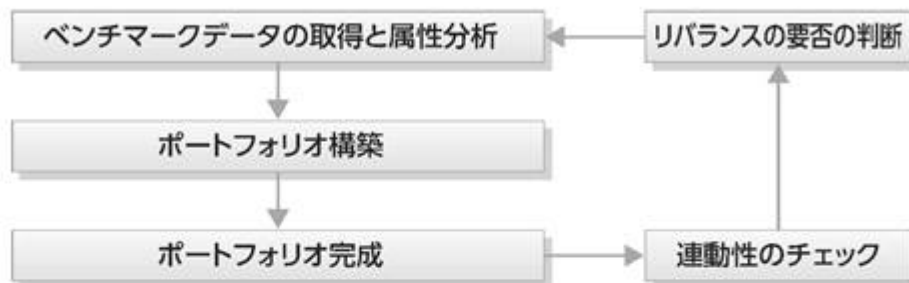 ベンチマークデータの取得と属性分析
リバランスの要否の判断
ポートフォリオ構築
ポートフォリオ完成
連動性のチェック